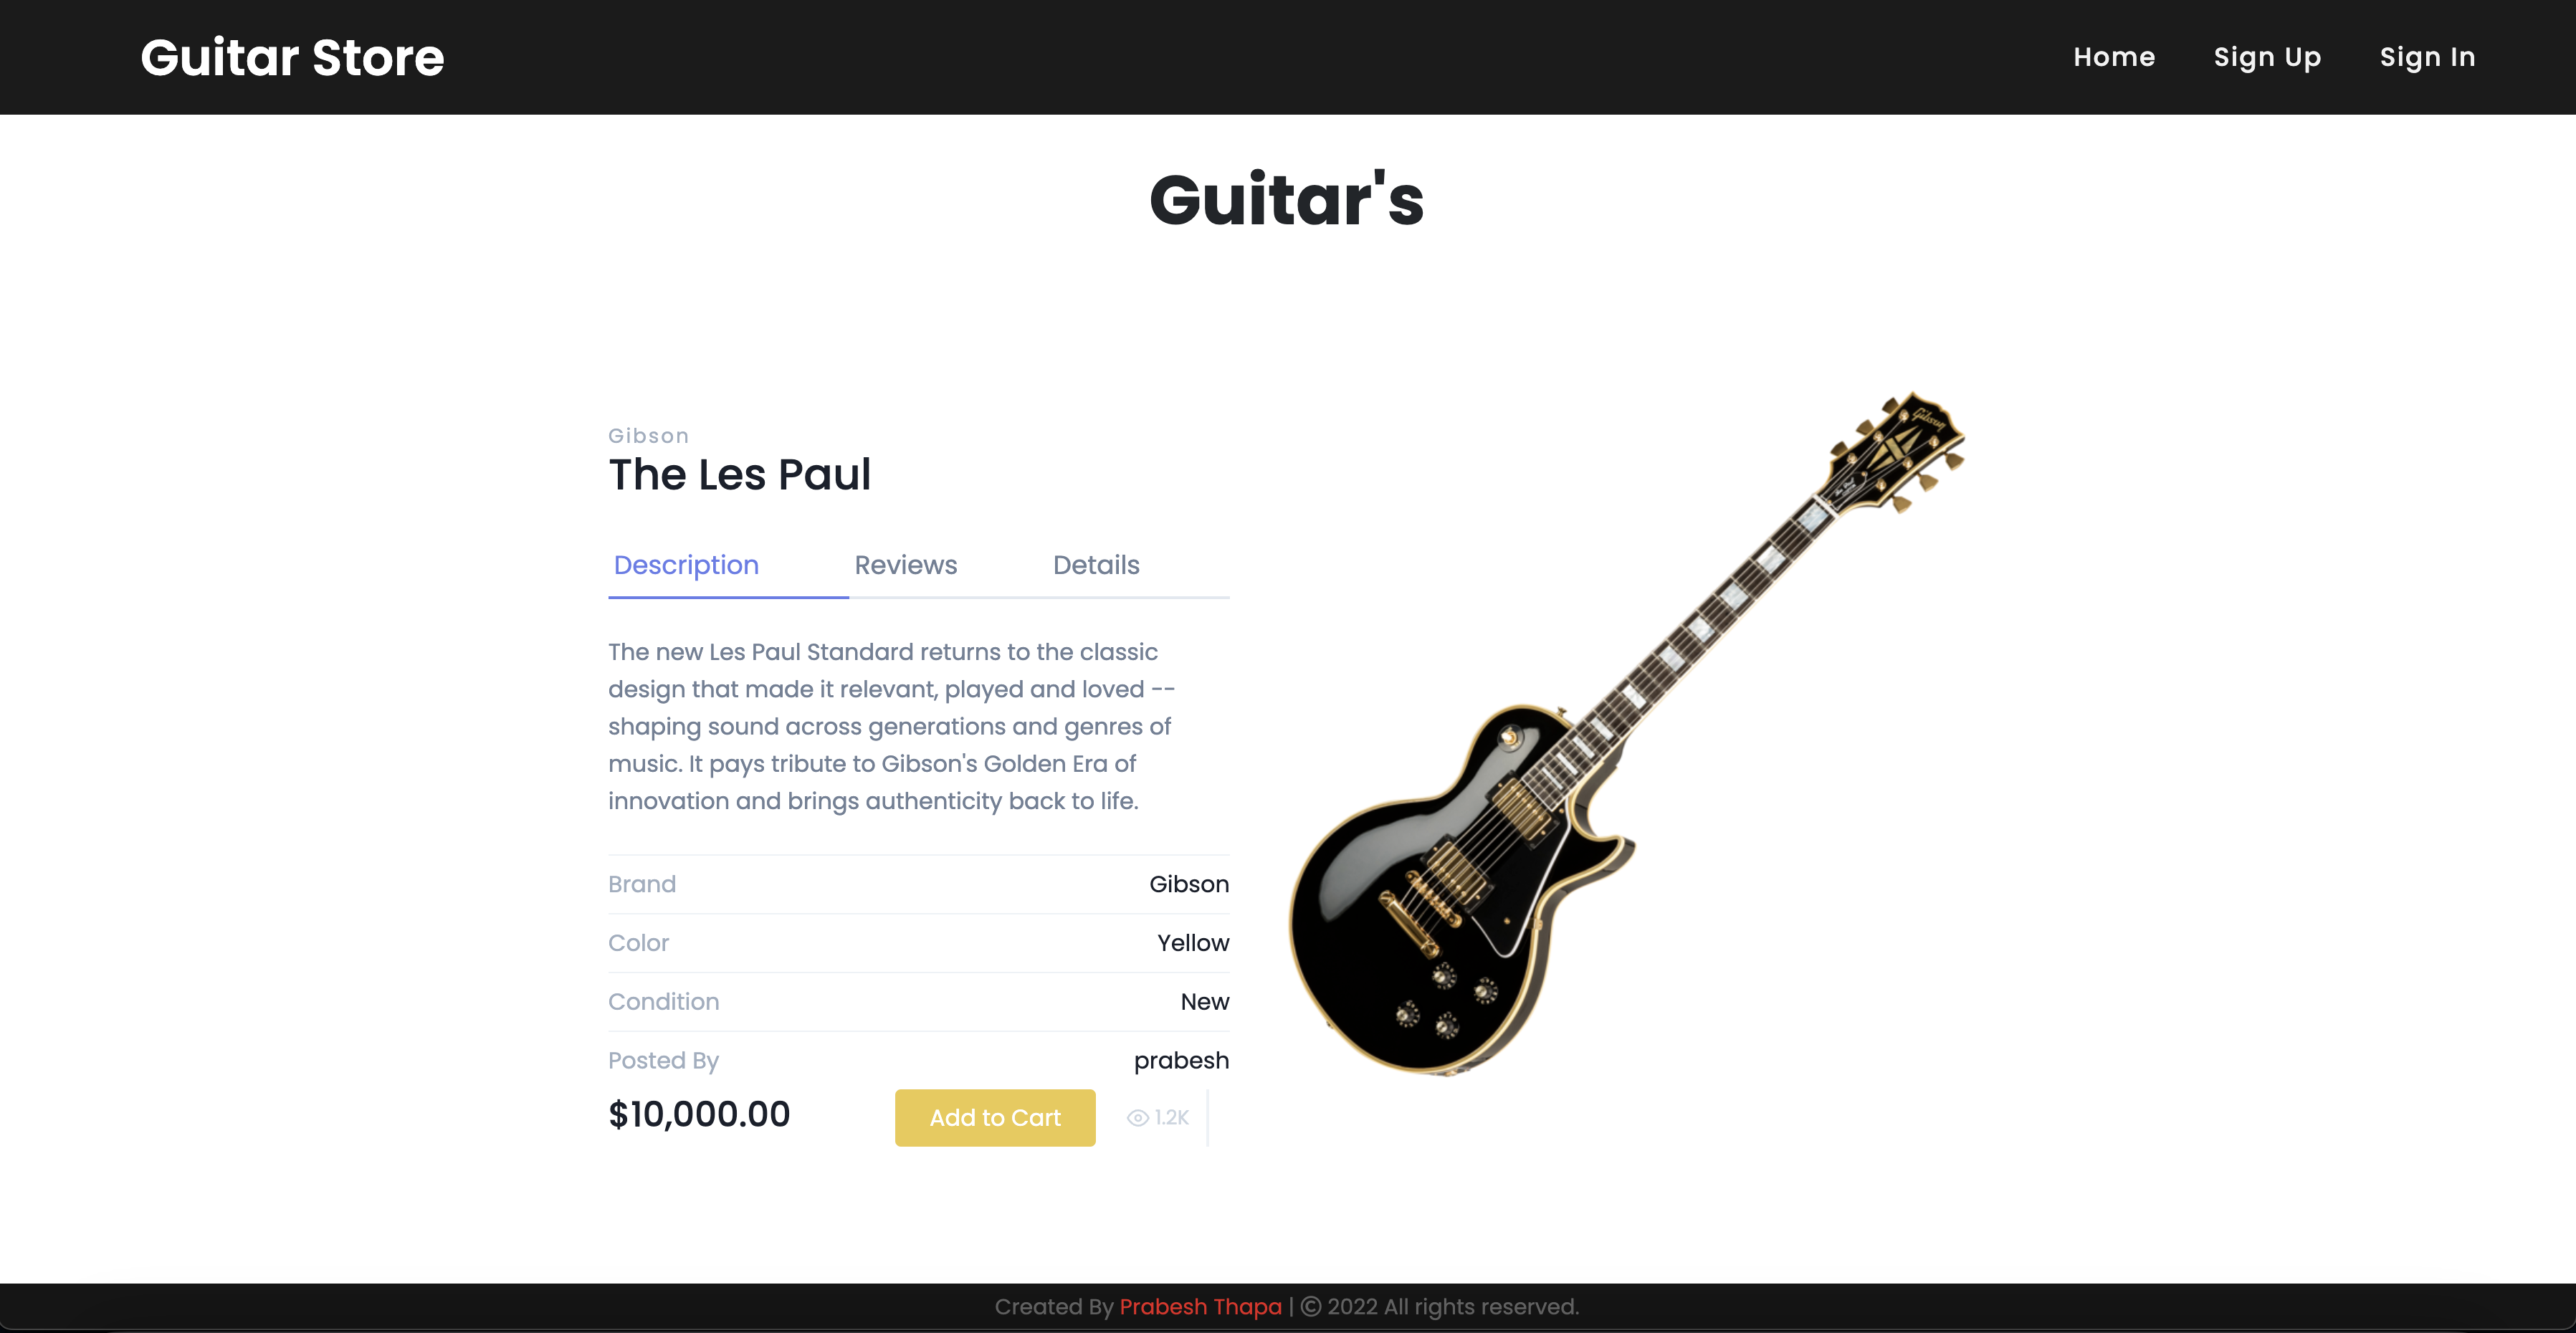 Guitar Store
Home Sign Up Sign In
Guitar's
Gibson
The Les Paul
Description Reviews Details
The new Les Paul Standard returns to the classic
design that made it relevant, played and loved --
shaping sound across generations and genres of
music. It pays tribute to Gibson's Golden Era of
innovation and brings authenticity back to life.
Brand Gibson
Color Yellow
Condition New
Posted By prabesh
$10,000.00 Add to Cart 1.2K
Gibson
Created By Prabesh Thapa | © 2022 All rights reserved.